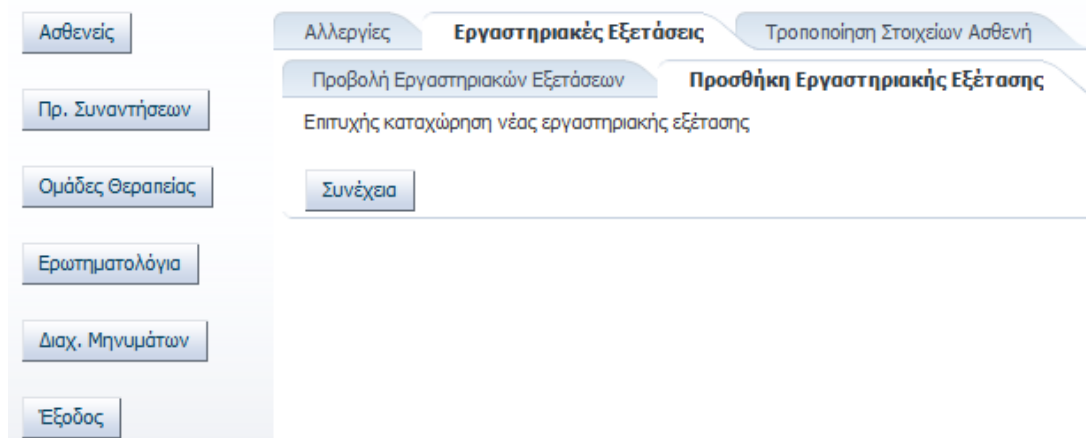 Ασθενείς
Πρ. Συναντήσεων
Ομάδες Θεραπείας
Ερωτηματολόγια
Διαχ. Μηνυμάτων
Έξοδος
Αλλεργίες Εργαστηριακές Εξετάσεις Τροποποίηση Στοιχείων Ασθενή
Προβολή Εργαστηριακών Εξετάσεων Προσθήκη Εργαστηριακής Εξέτασης
Επιτυχής καταχώρηση νέας εργαστηριακής εξέτασης
Συνέχεια